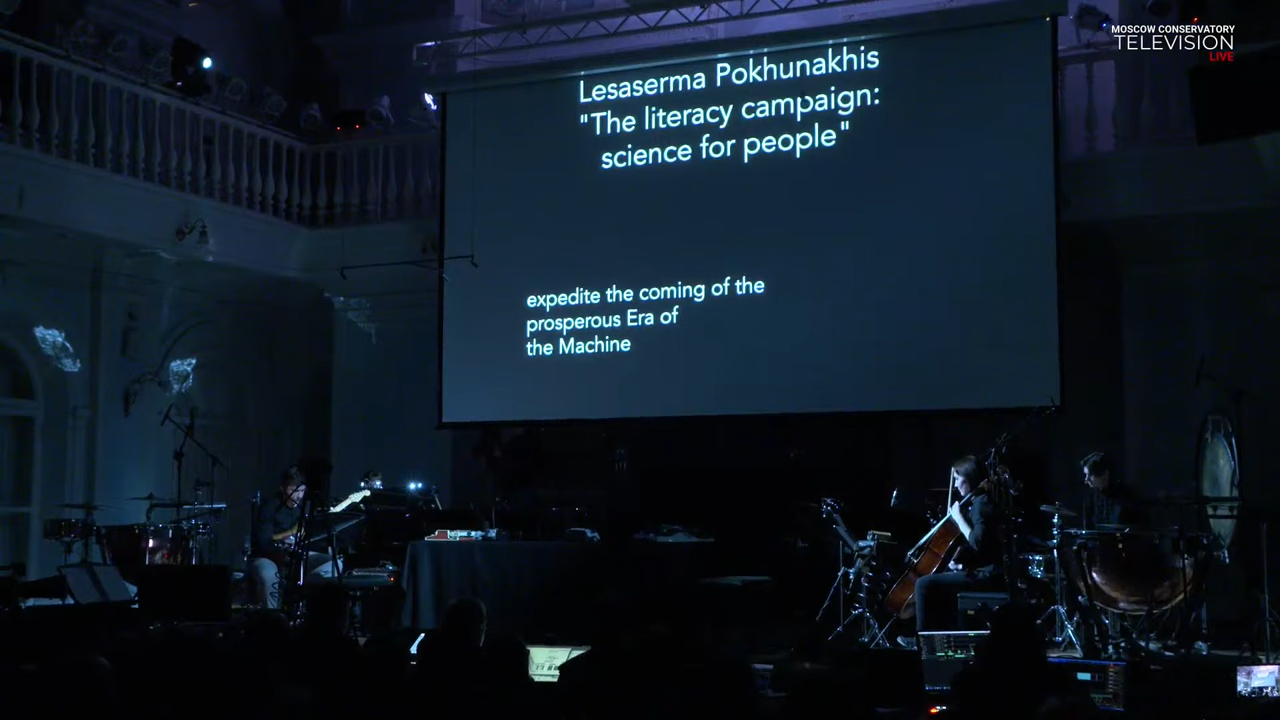 MOSCOW CONSERVATORY
TELEVISION
LIVE
Lesaserma Pokhunakhis
"The literacy campaign:
science for people"
expedite the coming of the
prosperous Era of
the Machine